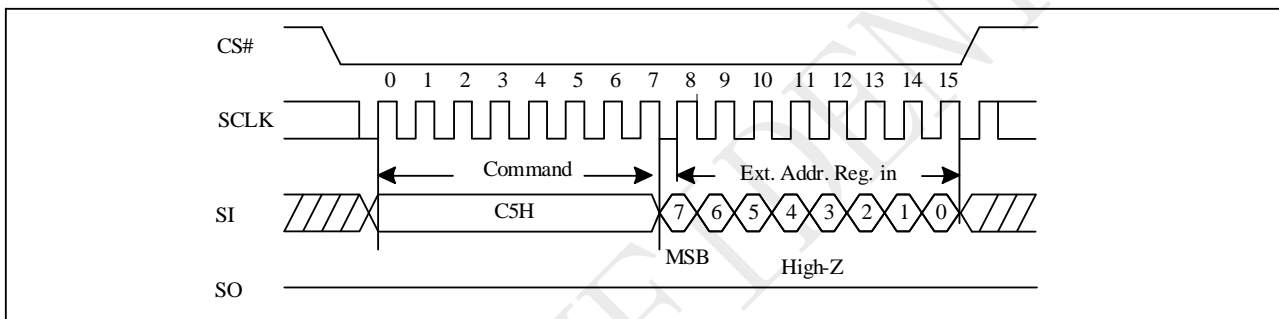 CS#
0 1 2 3 4 5 6 7 8 9 10 11 12 13 14 15
SCLK
Command Ext. Addr. Reg. in
SI C5H 7 6 5 4 3 2 1 0
MSB High-Z
SO